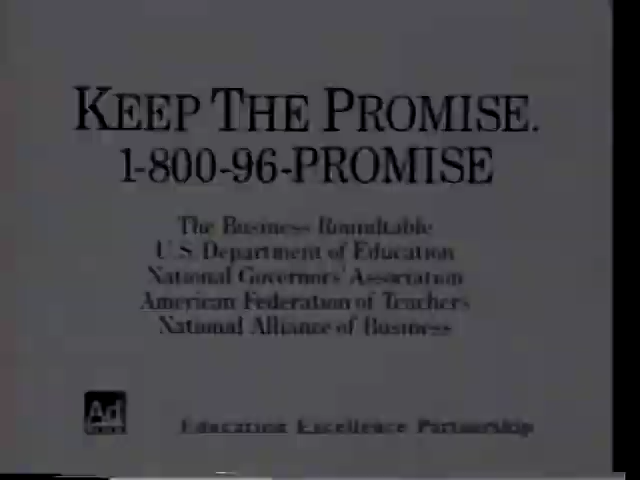 KEEP THE PROMISE.
1-800-96-PROMISE
The Business Roundtable
U.S. Department of Education
National Governors' Association
American Federation of Teachers
National Alliance of Business
Ad
Education Excellence Partnership